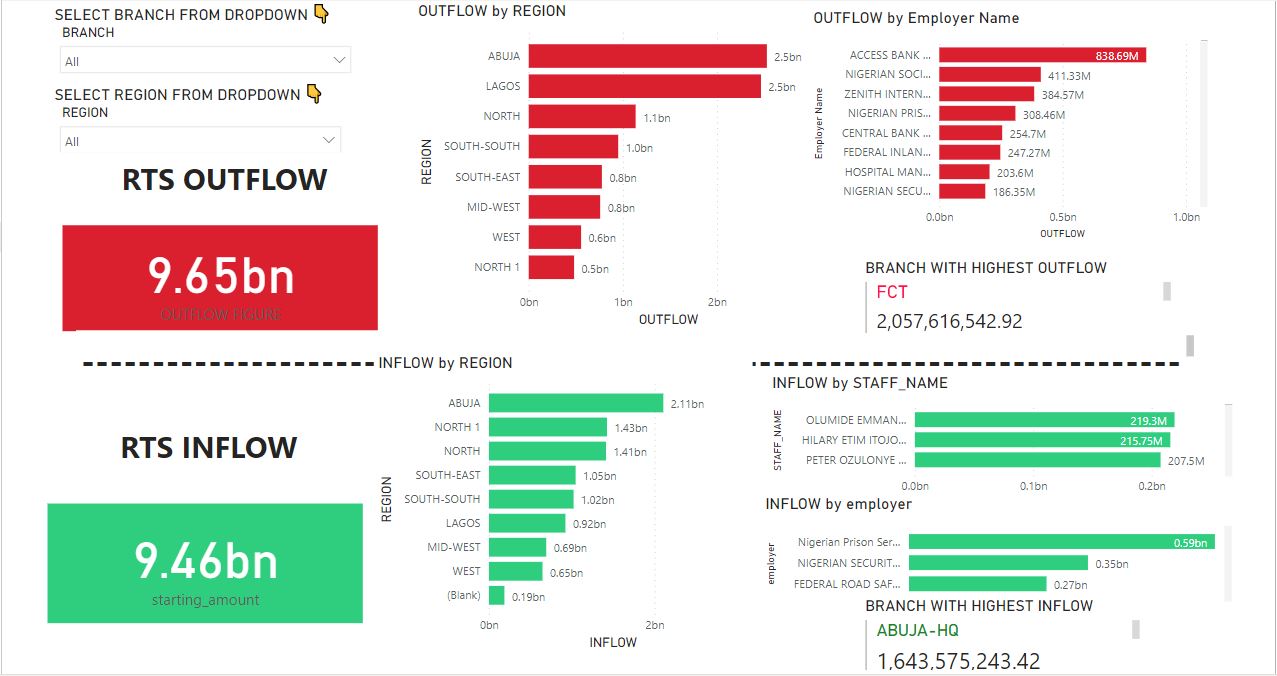 SELECT BRANCH FROM DROPDOWN 👇
BRANCH
All
SELECT REGION FROM DROPDOWN 👇
REGION
All
RTS OUTFLOW
9.65bn
OUTFLOW FIGURE
OUTFLOW by REGION
REGION
ABUJA 2.5bn
LAGOS 2.5bn
NORTH 1.1bn
SOUTH-SOUTH 1.0bn
SOUTH-EAST 0.8bn
MID-WEST 0.8bn
WEST 0.6bn
NORTH 1 0.5bn
0bn 1bn 2bn
OUTFLOW
OUTFLOW by Employer Name
Employer Name
ACCESS BANK ... 838.69M
NIGERIAN SOCI... 411.33M
ZENITH INTERN... 384.57M
NIGERIAN PRIS... 308.46M
CENTRAL BANK ... 254.7M
FEDERAL INLAN... 247.27M
HOSPITAL MAN... 203.6M
NIGERIAN SECU... 186.35M
0.0bn 0.5bn 1.0bn
OUTFLOW
BRANCH WITH HIGHEST OUTFLOW
FCT
2,057,616,542.92
RTS INFLOW
9.46bn
starting_amount
INFLOW by REGION
REGION
ABUJA 2.11bn
NORTH 1 1.43bn
NORTH 1.41bn
SOUTH-EAST 1.05bn
SOUTH-SOUTH 1.02bn
LAGOS 0.92bn
MID-WEST 0.69bn
WEST 0.65bn
(Blank) 0.19bn
0bn 2bn
INFLOW
INFLOW by STAFF_NAME
STAFF_NAME
OLUMIDE EMMAN... 219.3M
HILARY ETIM ITOJO... 215.75M
PETER OZULONYE ... 207.5M
0.0bn 0.1bn 0.2bn
INFLOW by employer
employer
Nigerian Prison Ser... 0.59bn
NIGERIAN SECURIT... 0.35bn
FEDERAL ROAD SAF... 0.27bn
BRANCH WITH HIGHEST INFLOW
ABUJA-HQ
1,643,575,243.42